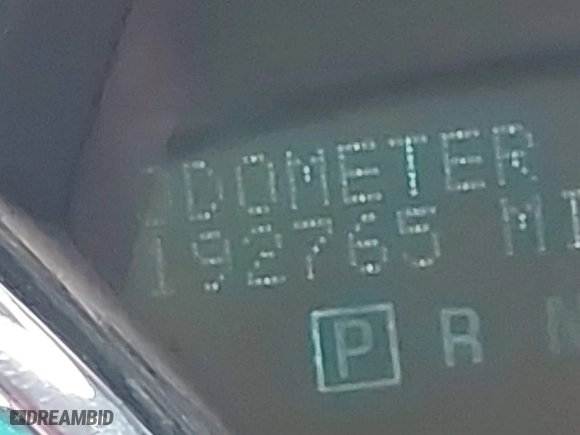 ODOMETER
192765 MI
P R N
DREAMBID